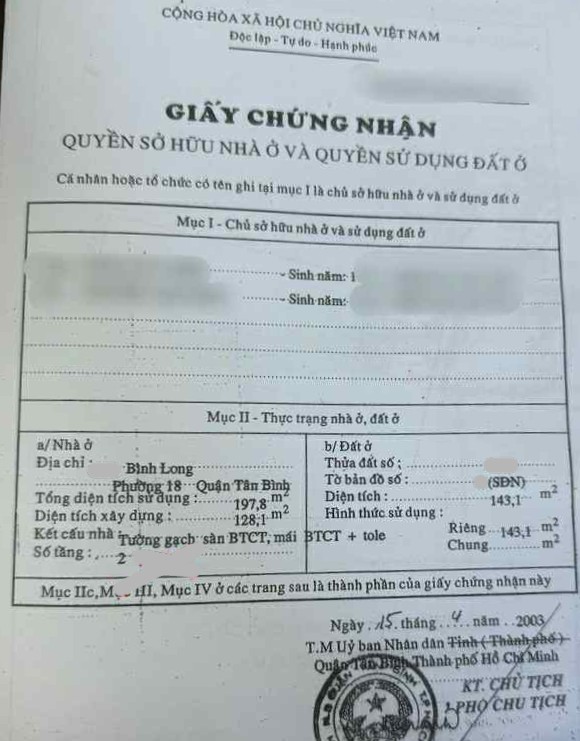 CỘNG HÒA XÃ HỘI CHỦ NGHĨA VIỆT NAM
Độc lập - Tự do - Hạnh phúc
GIẤY CHỨNG NHẬN
QUYỀN SỞ HỮU NHÀ Ở VÀ QUYỀN SỬ DỤNG ĐẤT Ở
Cá nhân hoặc tổ chức có tên ghi tại mục I là chủ sở hữu nhà ở và sử dụng đất ở
Mục I - Chủ sở hữu nhà ở và sử dụng đất ở
- Sinh năm: 1
- Sinh năm:
Mục II - Thực trạng nhà ở, đất ở
a/ Nhà ở
Địa chỉ : Bình Long
Phường 18 Quận Tân Bình
Tổng diện tích sử dụng : 197,8 m2
Diện tích xây dựng : 128,1 m2
Kết cấu nhà Tường gạch sàn BTCT, mái BTCT + tole
Số tầng : 2
b/ Đất ở
Thửa đất số :
Tờ bản đồ số : (SĐN)
Diện tích : 143,1 m2
Hình thức sử dụng :
Riêng 143,1 m2
Chung m2
Mục IIc, M III, Mục IV ở các trang sau là thành phần của giấy chứng nhận này
Ngày 15 tháng 4 năm 2003
T.M Uỷ ban Nhân dân Tỉnh (Thành phố)
Quận Tân Bình Thành phố Hồ Chí Minh
KT. CHỦ TỊCH
PHÓ CHỦ TỊCH